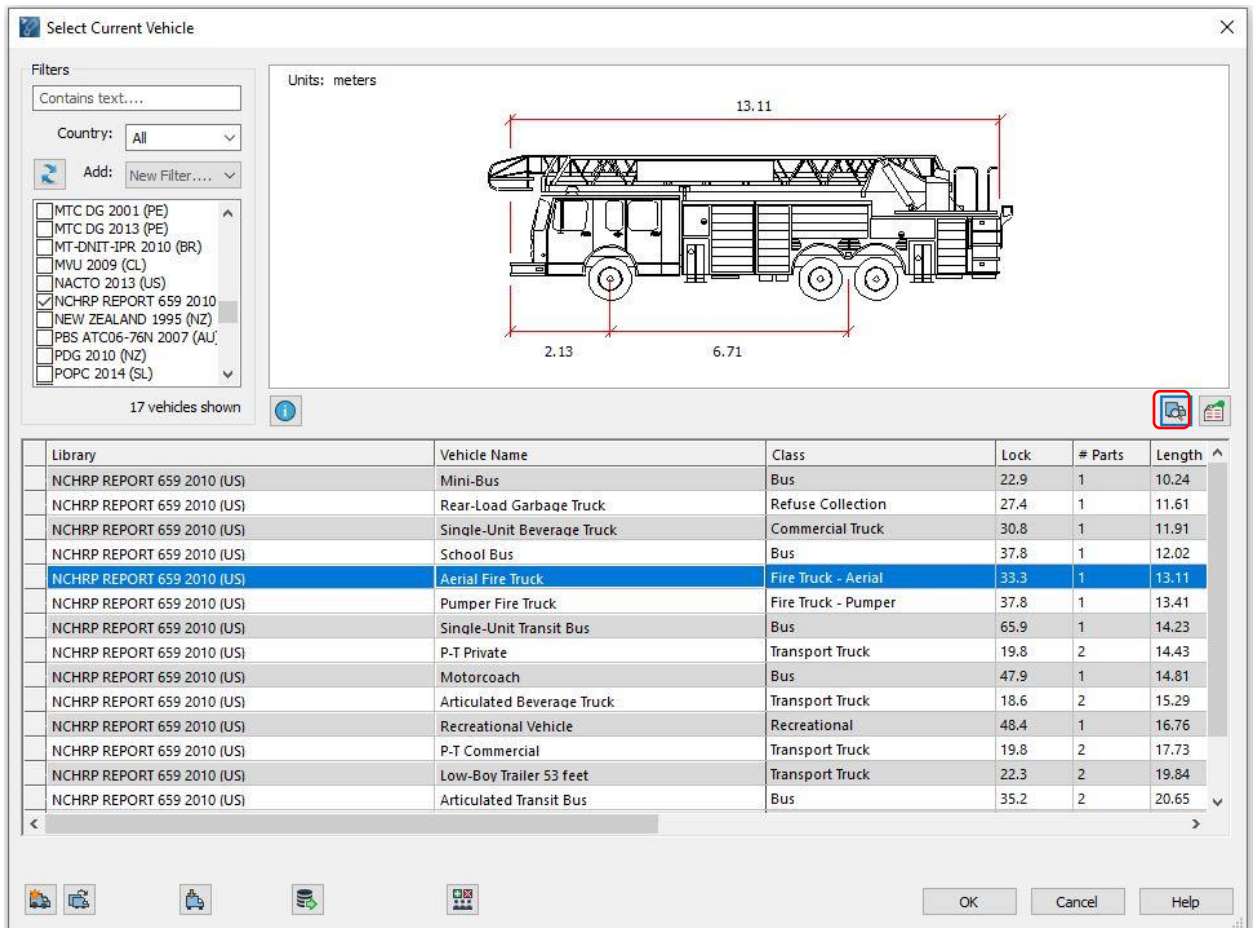 Select Current Vehicle
Filters
Contains text....
Country: All
Add: New Filter....
MTC DG 2001 (PE)
MTC DG 2013 (PE)
MT-DNIT-IPR 2010 (BR)
MVU 2009 (CL)
NACTO 2013 (US)
NCHRP REPORT 659 2010
NEW ZEALAND 1995 (NZ)
PBS ATC06-76N 2007 (AU)
PDG 2010 (NZ)
POPC 2014 (SL)
17 vehicles shown
Units: meters
13.11
2.13 6.71
Library Vehicle Name Class Lock # Parts Length
NCHRP REPORT 659 2010 (US) Mini-Bus Bus 22.9 1 10.24
NCHRP REPORT 659 2010 (US) Rear-Load Garbage Truck Refuse Collection 27.4 1 11.61
NCHRP REPORT 659 2010 (US) Single-Unit Beverage Truck Commercial Truck 30.8 1 11.91
NCHRP REPORT 659 2010 (US) School Bus Bus 37.8 1 12.02
NCHRP REPORT 659 2010 (US) Aerial Fire Truck Fire Truck - Aerial 33.3 1 13.11
NCHRP REPORT 659 2010 (US) Pumper Fire Truck Fire Truck - Pumper 37.8 1 13.41
NCHRP REPORT 659 2010 (US) Single-Unit Transit Bus Bus 65.9 1 14.23
NCHRP REPORT 659 2010 (US) P-T Private Transport Truck 19.8 2 14.43
NCHRP REPORT 659 2010 (US) Motorcoach Bus 47.9 1 14.81
NCHRP REPORT 659 2010 (US) Articulated Beverage Truck Transport Truck 18.6 2 15.29
NCHRP REPORT 659 2010 (US) Recreational Vehicle Recreational 48.4 1 16.76
NCHRP REPORT 659 2010 (US) P-T Commercial Transport Truck 19.8 2 17.73
NCHRP REPORT 659 2010 (US) Low-Boy Trailer 53 feet Transport Truck 22.3 2 19.84
NCHRP REPORT 659 2010 (US) Articulated Transit Bus Bus 35.2 2 20.65
OK Cancel Help